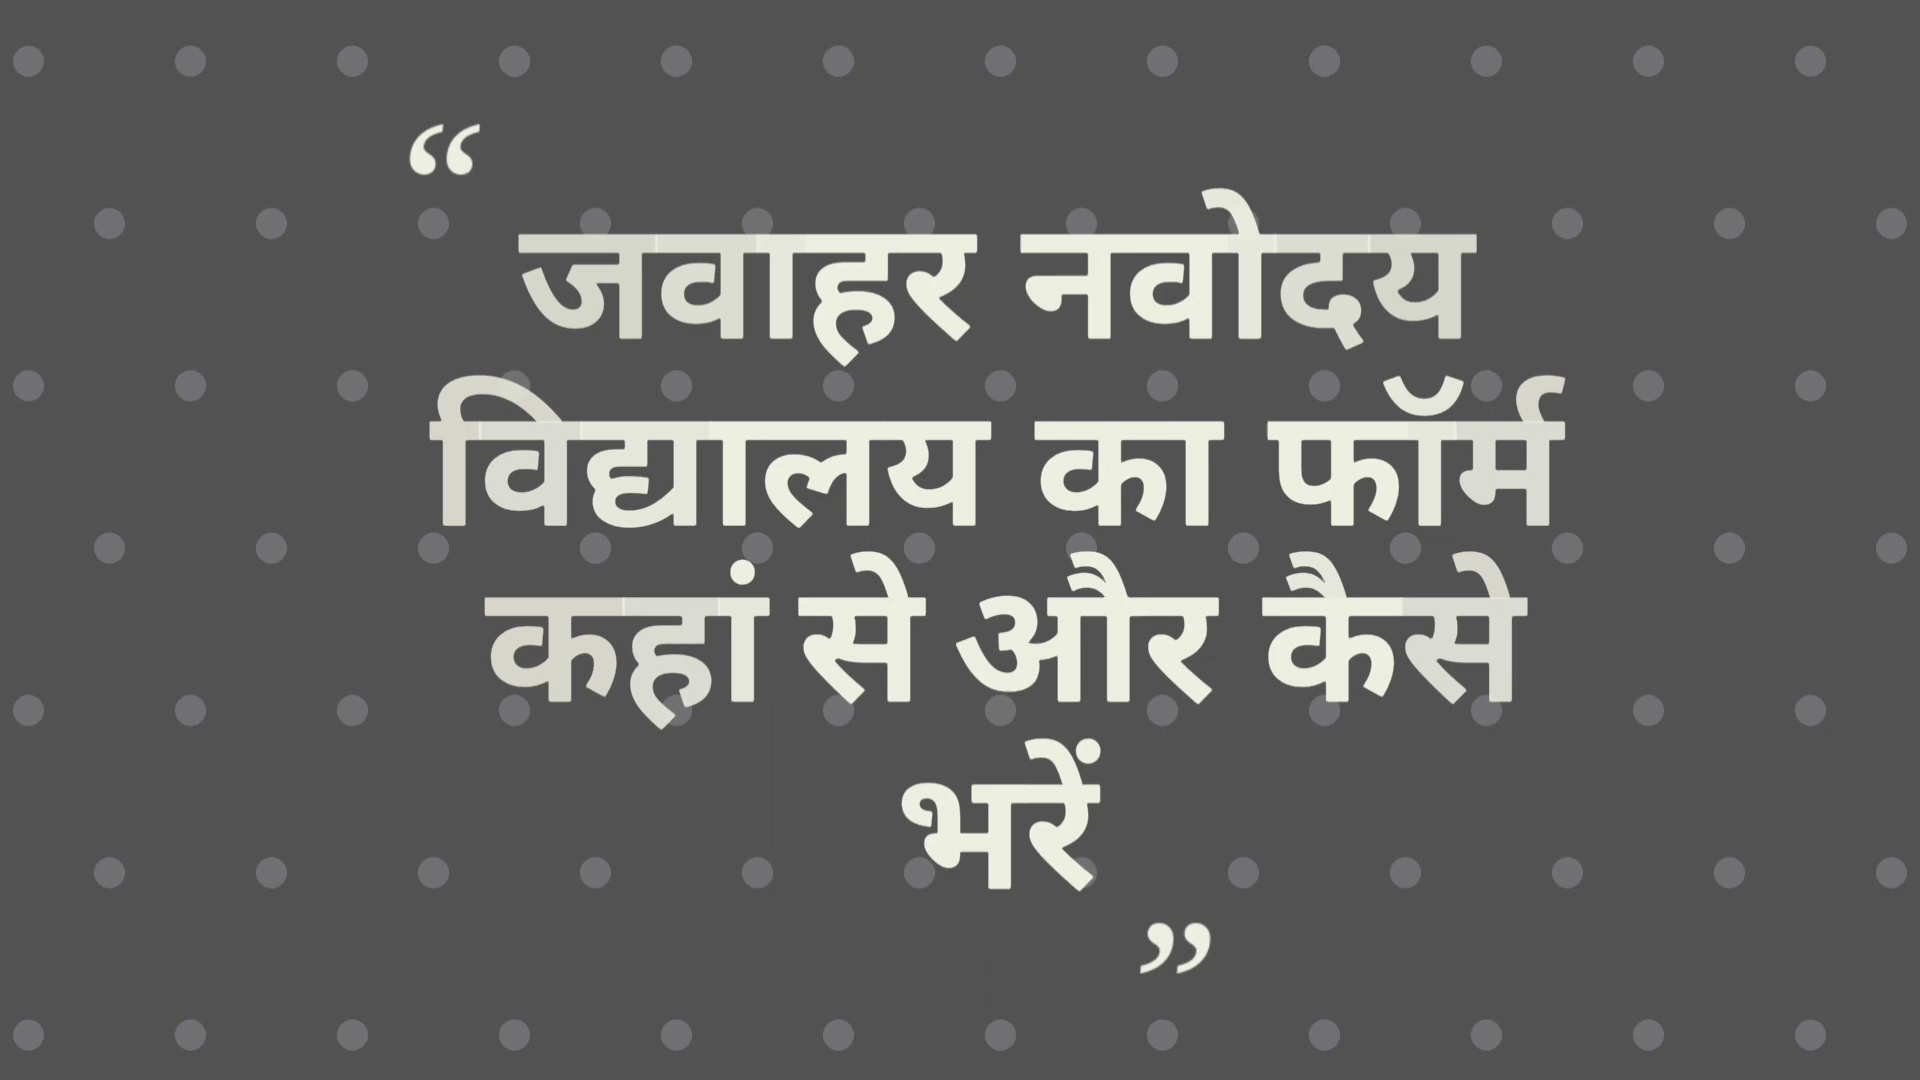 “
जवाहर नवोदय
विद्यालय का फॉर्म
कहां से और कैसे
भरें
”